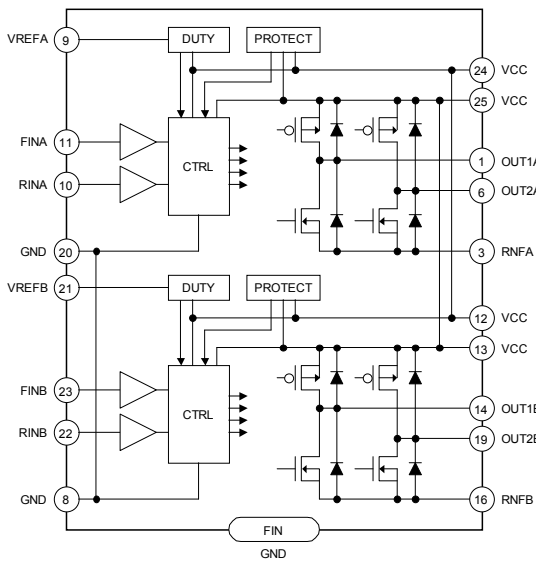 VREFA 9 DUTY PROTECT
24 VCC
25 VCC
FINA 11
CTRL
1 OUT1A
RINA 10
6 OUT2A
GND 20
3 RNFA
VREFB 21 DUTY PROTECT
12 VCC
13 VCC
FINB 23
CTRL
14 OUT1B
RINB 22
19 OUT2B
GND 8
16 RNFB
FIN
GND